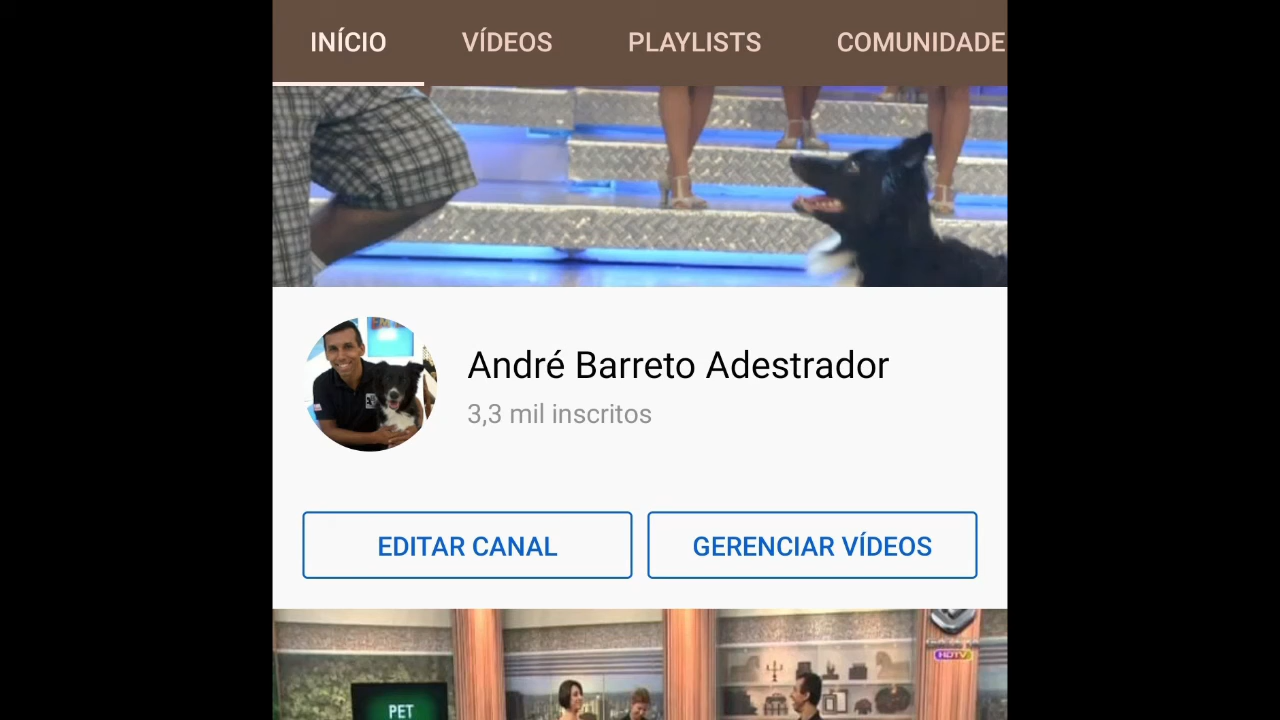 INÍCIO VÍDEOS PLAYLISTS COMUNIDADE
André Barreto Adestrador
3,3 mil inscritos
EDITAR CANAL GERENCIAR VÍDEOS
HDTV
PET